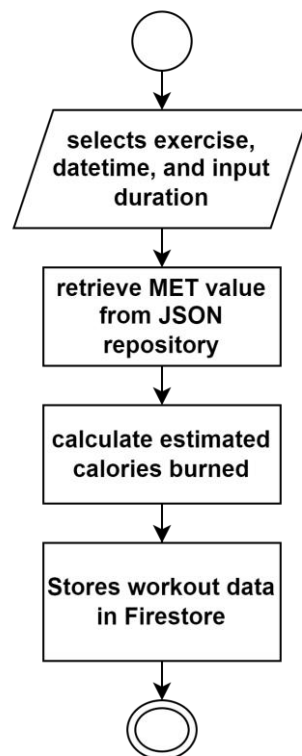 selects exercise,
datetime, and input
duration
retrieve MET value
from JSON
repository
calculate estimated
calories burned
Stores workout data
in Firestore